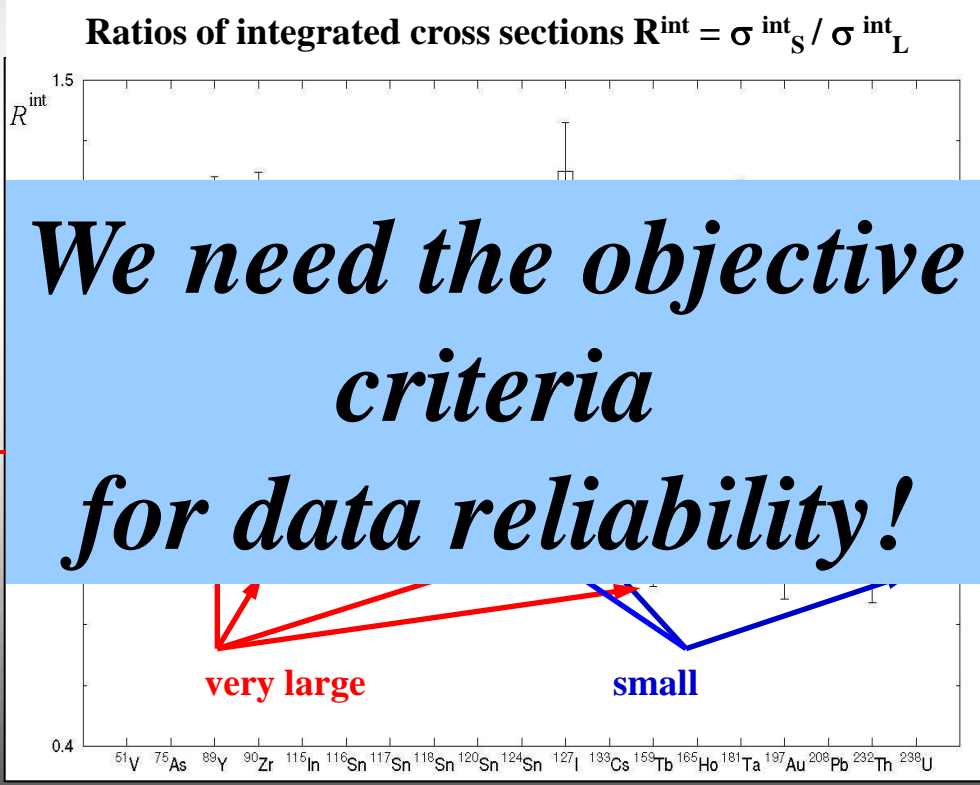 Ratios of integrated cross sections R^int = σ^int_S / σ^int_L
1.5
R^int
We need the objective
criteria
for data reliability!
very large small
0.4
⁵¹V ⁷⁵As ⁸⁹Y ⁹⁰Zr ¹¹⁵In ¹¹⁶Sn ¹¹⁷Sn ¹¹⁸Sn ¹²⁰Sn ¹²⁴Sn ¹²⁷I ¹³³Cs ¹⁵⁹Tb ¹⁶⁵Ho ¹⁸¹Ta ¹⁹⁷Au ²⁰⁸Pb ²³²Th ²³⁸U